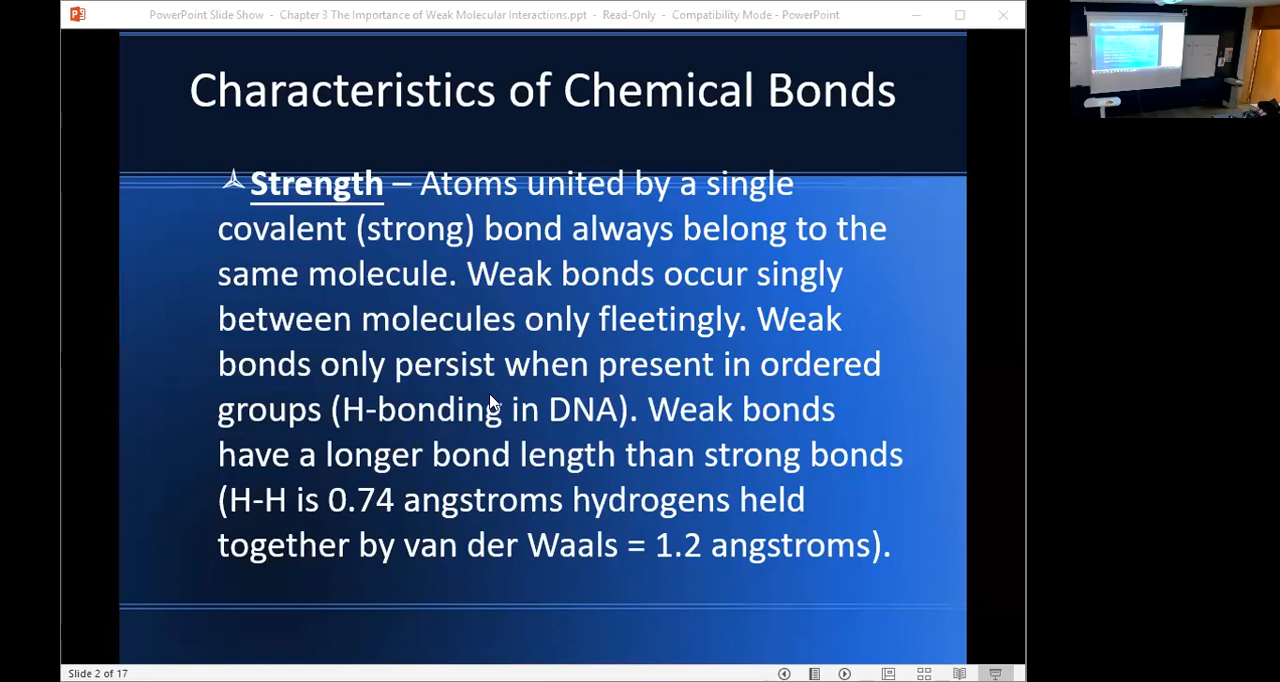 PowerPoint Slide Show - Chapter 3 The Importance of Weak Molecular Interactions.ppt - Read-Only - Compatibility Mode - PowerPoint
Characteristics of Chemical Bonds
Strength – Atoms united by a single
covalent (strong) bond always belong to the
same molecule. Weak bonds occur singly
between molecules only fleetingly. Weak
bonds only persist when present in ordered
groups (H-bonding in DNA). Weak bonds
have a longer bond length than strong bonds
(H-H is 0.74 angstroms hydrogens held
together by van der Waals = 1.2 angstroms).
Slide 2 of 17